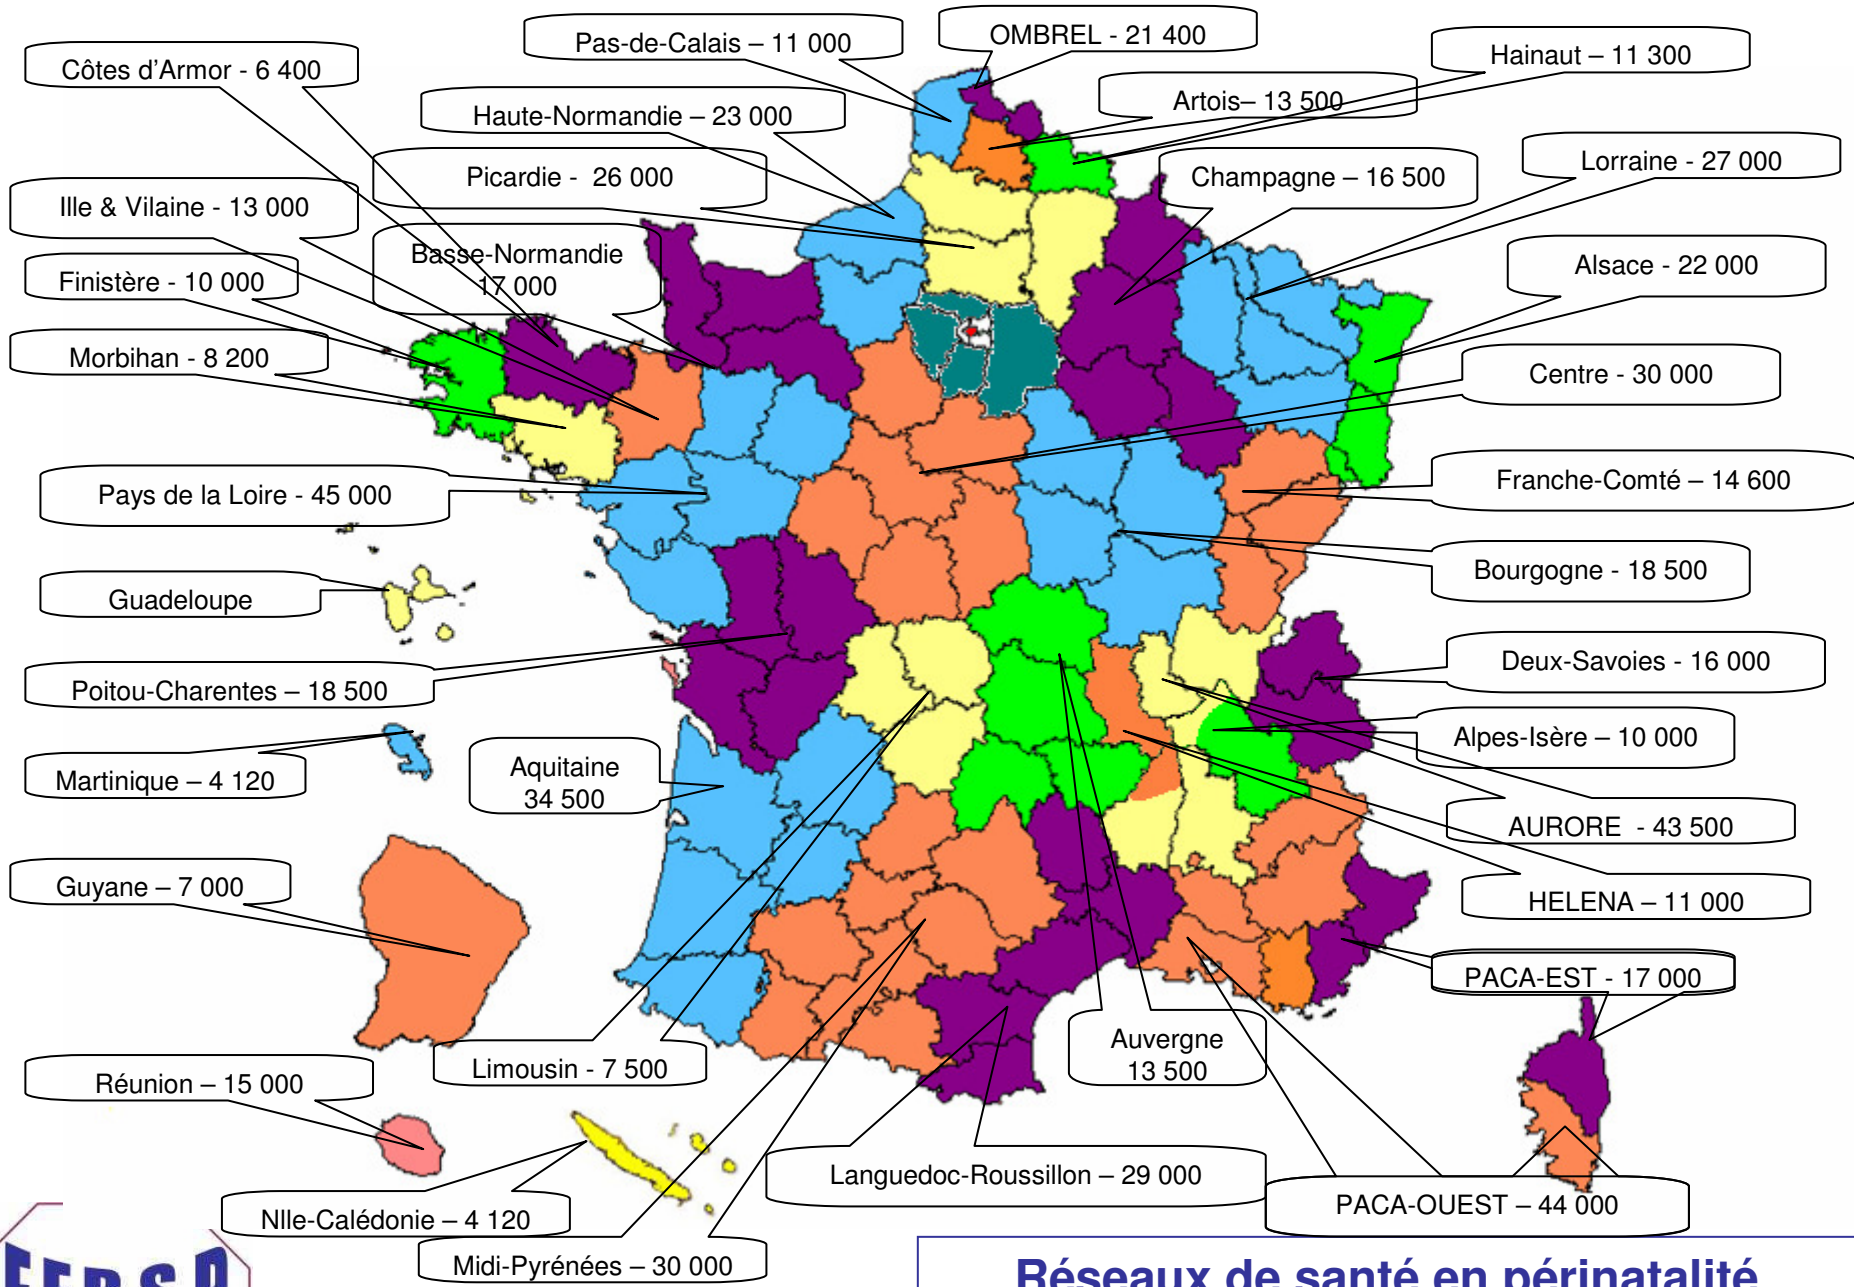 Pas-de-Calais – 11 000
OMBREL - 21 400
Hainaut – 11 300
Côtes d'Armor - 6 400
Artois– 13 500
Haute-Normandie – 23 000
Lorraine - 27 000
Picardie - 26 000
Champagne – 16 500
Ille & Vilaine - 13 000
Basse-Normandie
17 000
Alsace - 22 000
Finistère - 10 000
Morbihan - 8 200
Centre - 30 000
Pays de la Loire - 45 000
Franche-Comté – 14 600
Bourgogne - 18 500
Guadeloupe
Deux-Savoies - 16 000
Poitou-Charentes – 18 500
Alpes-Isère – 10 000
Martinique – 4 120
Aquitaine
34 500
AURORE - 43 500
Guyane – 7 000
HELENA – 11 000
PACA-EST - 17 000
Auvergne
13 500
Limousin - 7 500
Réunion – 15 000
Languedoc-Roussillon – 29 000
PACA-OUEST – 44 000
Nlle-Calédonie – 4 120
Midi-Pyrénées – 30 000
Réseaux de santé en périnatalité